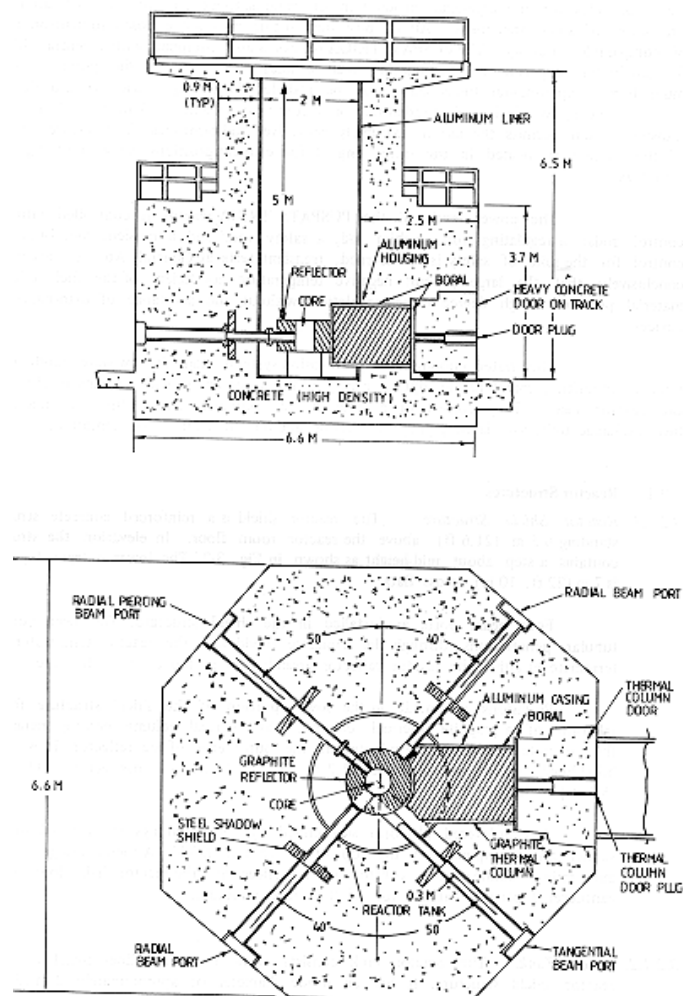 0.9 M
(TYP)
2 M
ALUMINUM LINER
6.5 M
5 M
2.5 M
ALUMINUM
HOUSING
3.7 M
REFLECTOR
BORAL
CORE
HEAVY CONCRETE
DOOR ON TRACK
DOOR PLUG
CONCRETE (HIGH DENSITY)
6.6 M
RADIAL PIERCING
BEAM PORT
RADIAL BEAM PORT
50
40
THERMAL
COLUMN
DOOR
ALUMINUM CASING
BORAL
GRAPHITE
REFLECTOR
6.6 M
CORE
STEEL SHADOW
SHIELD
GRAPHITE
THERMAL
COLUMN
THERMAL
COLUMN
DOOR PLUG
0.3 M
REACTOR TANK
40°
50
RADIAL
BEAM PORT
TANGENTIAL
BEAM PORT